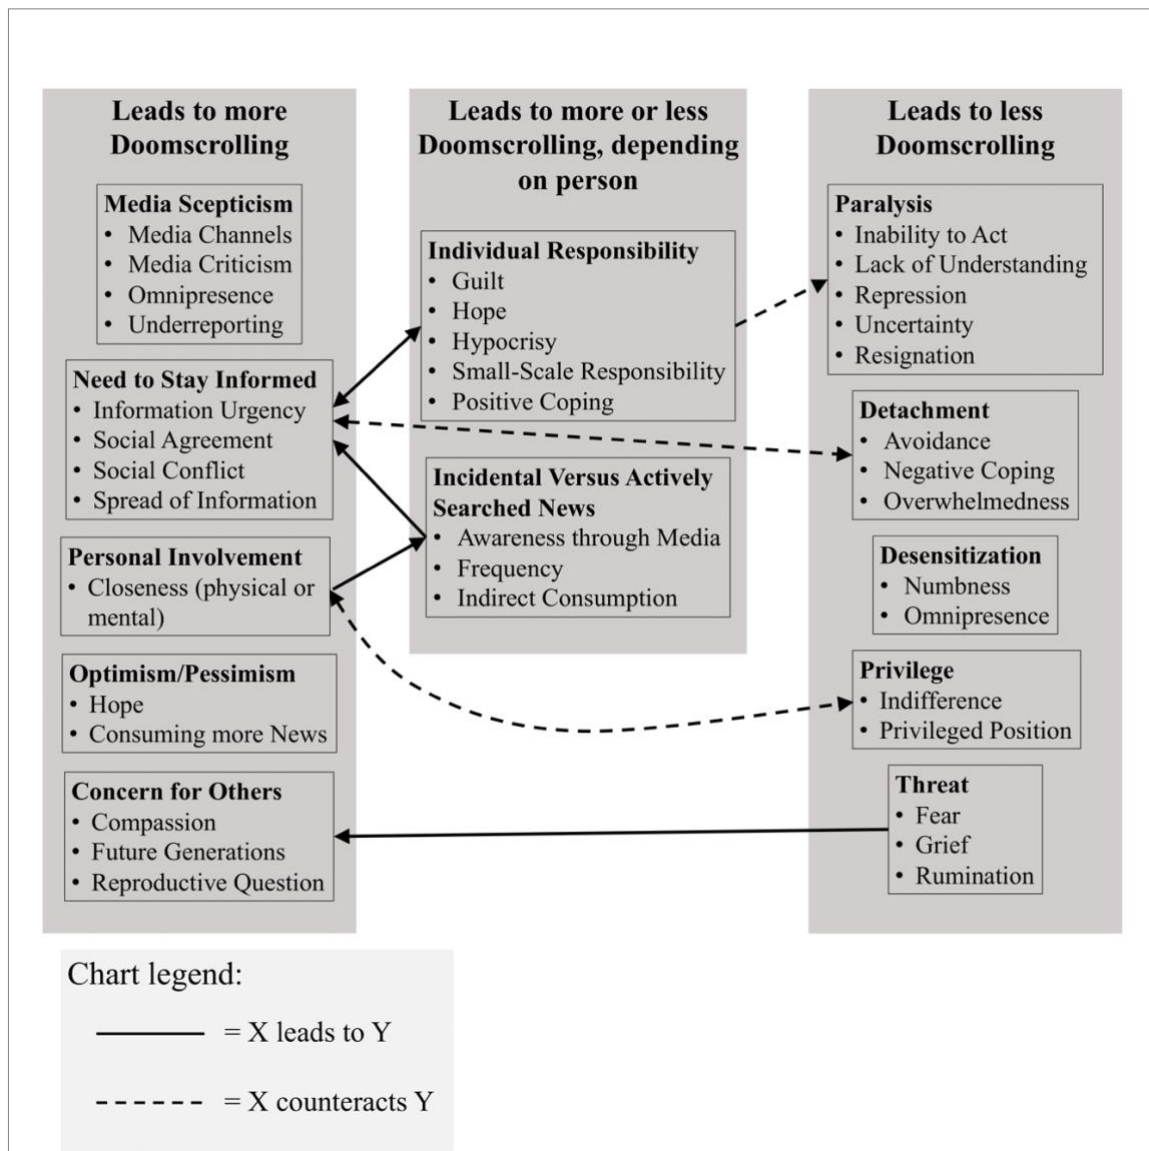 Leads to more
Doomscrolling
Media Scepticism
• Media Channels
• Media Criticism
• Omnipresence
• Underreporting
Need to Stay Informed
• Information Urgency
• Social Agreement
• Social Conflict
• Spread of Information
Personal Involvement
• Closeness (physical or
mental)
Optimism/Pessimism
• Hope
• Consuming more News
Concern for Others
• Compassion
• Future Generations
• Reproductive Question
Leads to more or less
Doomscrolling, depending
on person
Individual Responsibility
• Guilt
• Hope
• Hypocrisy
• Small-Scale Responsibility
• Positive Coping
Incidental Versus Actively
Searched News
• Awareness through Media
• Frequency
• Indirect Consumption
Leads to less
Doomscrolling
Paralysis
• Inability to Act
• Lack of Understanding
• Repression
• Uncertainty
• Resignation
Detachment
• Avoidance
• Negative Coping
• Overwhelmedness
Desensitization
• Numbness
• Omnipresence
Privilege
• Indifference
• Privileged Position
Threat
• Fear
• Grief
• Rumination
Chart legend:
= X leads to Y
= X counteracts Y